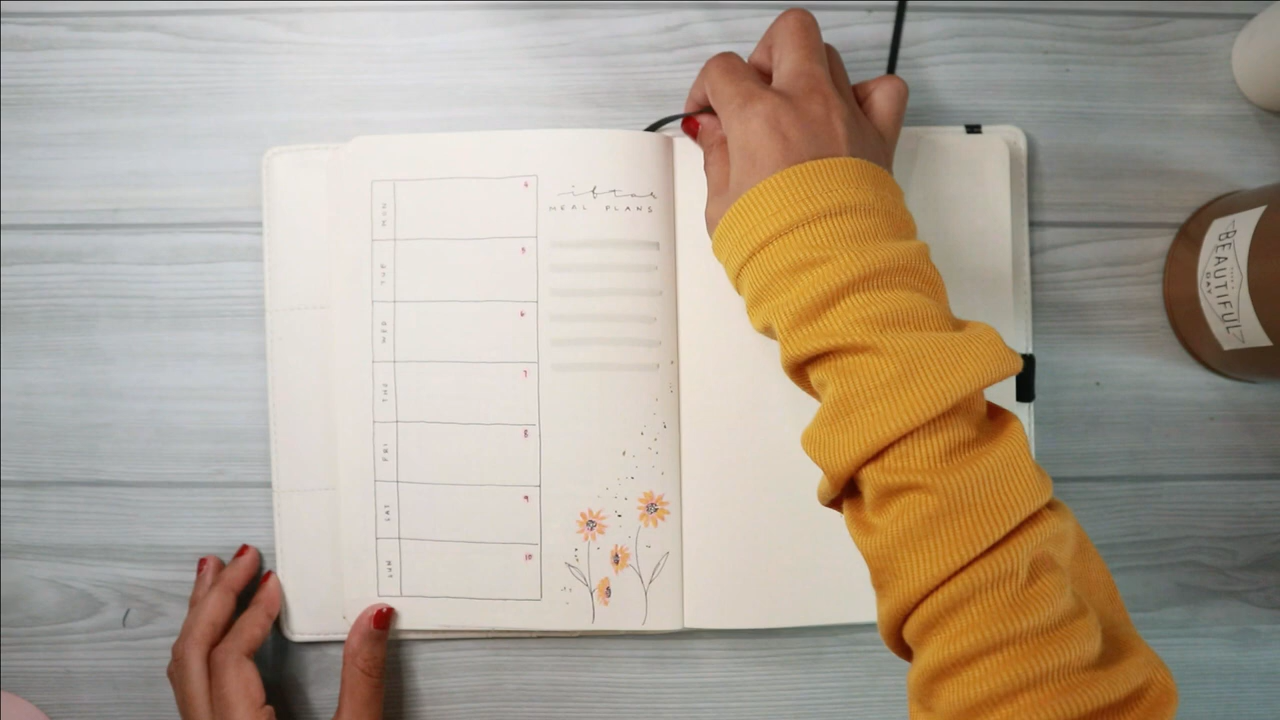 MON 4
TUE 5
WED 6
THU 7
FRI 8
SAT 9
SUN 10
iftar
MEAL PLANS
BEAUTIFUL
DAY